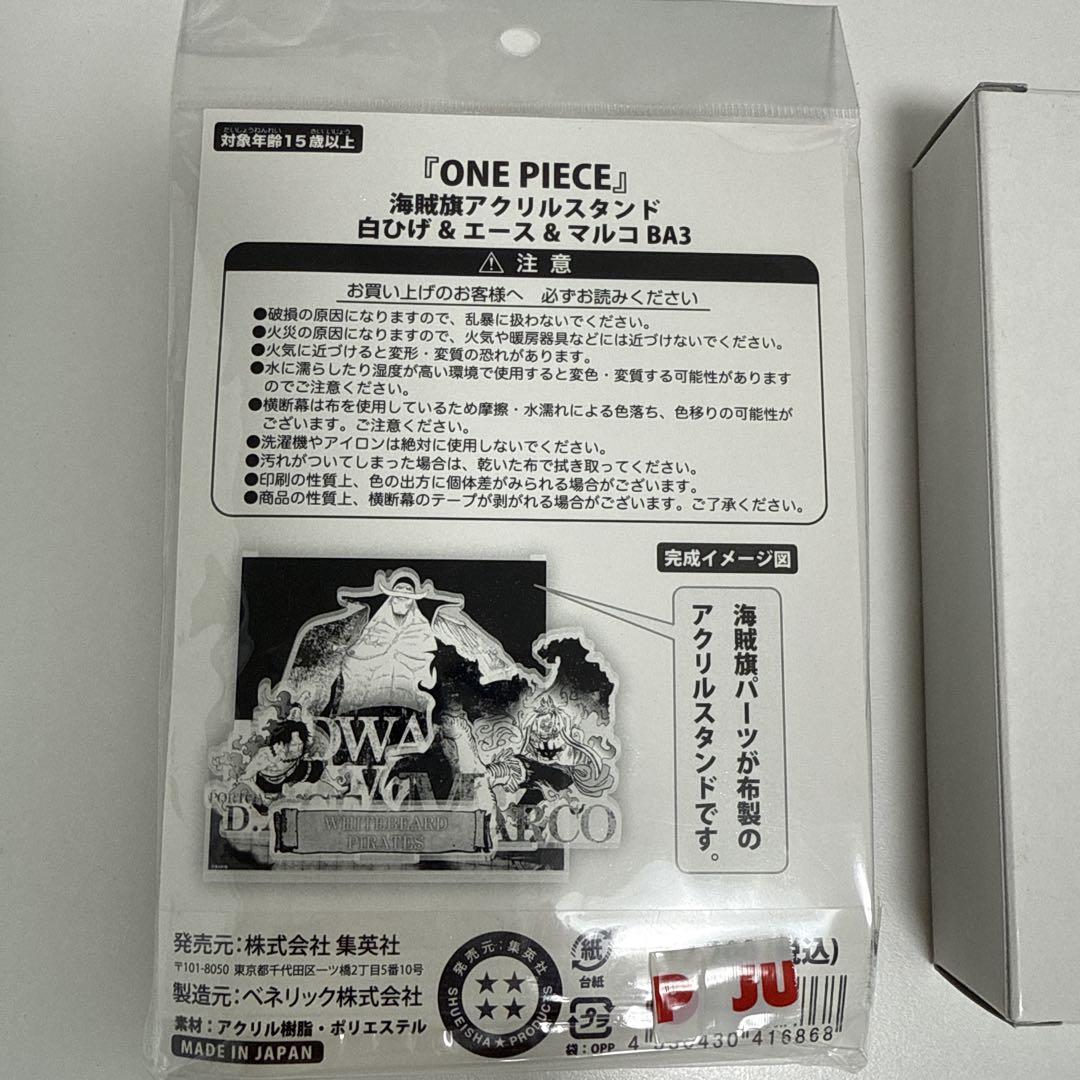 対象年齢15歳以上
『ONE PIECE』
海賊旗アクリルスタンド
白ひげ & エース & マルコ BA3
⚠ 注意
お買い上げのお客様へ 必ずお読みください
●破損の原因になりますので、乱暴に扱わないでください。
●火災の原因になりますので、火気や暖房器具などには近づけないでください。
●火気に近づけると変形・変質の恐れがあります。
●水に濡らしたり湿度が高い環境で使用すると変色・変質する可能性があります
のでご注意ください。
●横断幕は布を使用しているため摩擦・水濡れによる色落ち、色移りの可能性が
ございます。ご注意ください。
●洗濯機やアイロンは絶対に使用しないでください。
●汚れがついてしまった場合は、乾いた布で拭き取ってください。
●印刷の性質上、色の出方に個体差がみられる場合がございます。
●商品の性質上、横断幕のテープが剥がれる場合がございます。ご了承ください。
完成イメージ図
海賊旗パーツが布製の
アクリルスタンドです。
WHITEBEARD
PIRATES
発売元：株式会社 集英社
〒101-8050 東京都千代田区一ツ橋2丁目5番10号
製造元：ベネリック株式会社
素材：アクリル樹脂・ポリエステル
MADE IN JAPAN
発売元：集英社
SHUEISHA★PRODUCTS
紙
台紙
プラ
袋：OPP
税込)
JU
430 416868